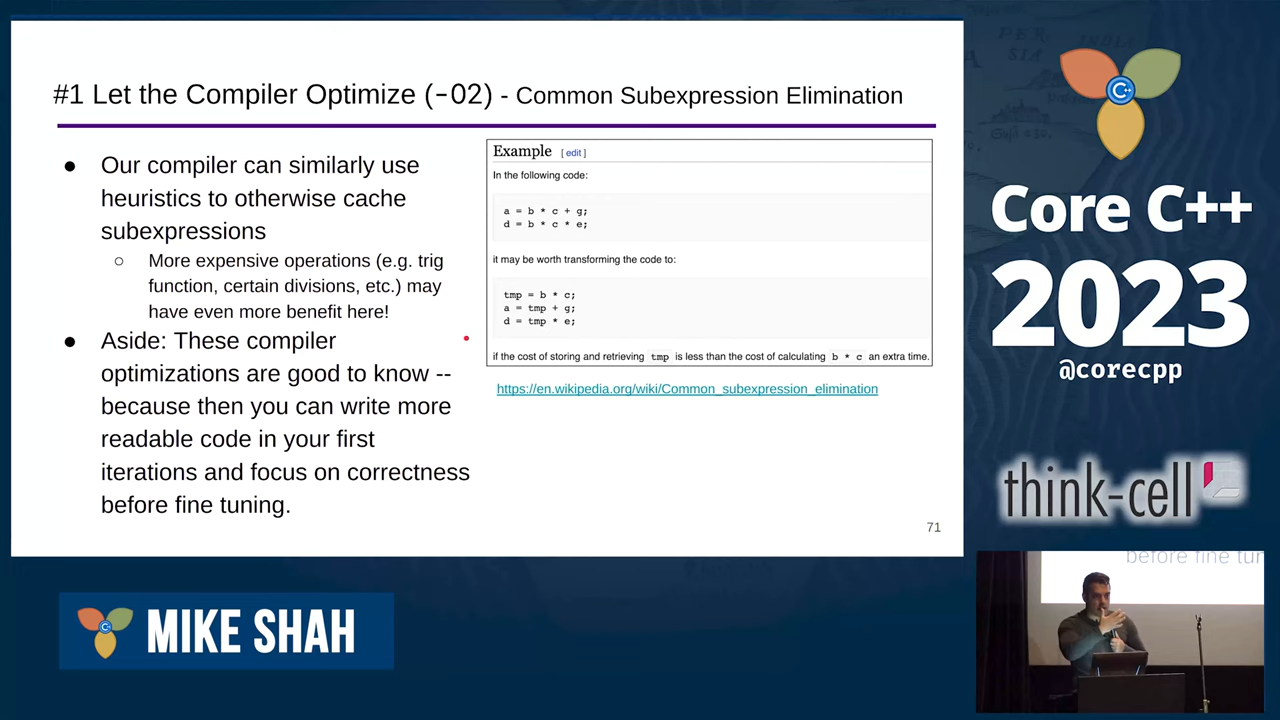 #1 Let the Compiler Optimize (-O2) - Common Subexpression Elimination
● Our compiler can similarly use
heuristics to otherwise cache
subexpressions
○ More expensive operations (e.g. trig
function, certain divisions, etc.) may
have even more benefit here!
● Aside: These compiler
optimizations are good to know --
because then you can write more
readable code in your first
iterations and focus on correctness
before fine tuning.
Example [ edit ]
In the following code:
a = b * c + g;
d = b * c * e;
it may be worth transforming the code to:
tmp = b * c;
a = tmp + g;
d = tmp * e;
if the cost of storing and retrieving tmp is less than the cost of calculating b * c an extra time.
https://en.wikipedia.org/wiki/Common_subexpression_elimination
71
C++
Core C++
2023
@corecpp
think-cell
before fine tun
MIKE SHAH